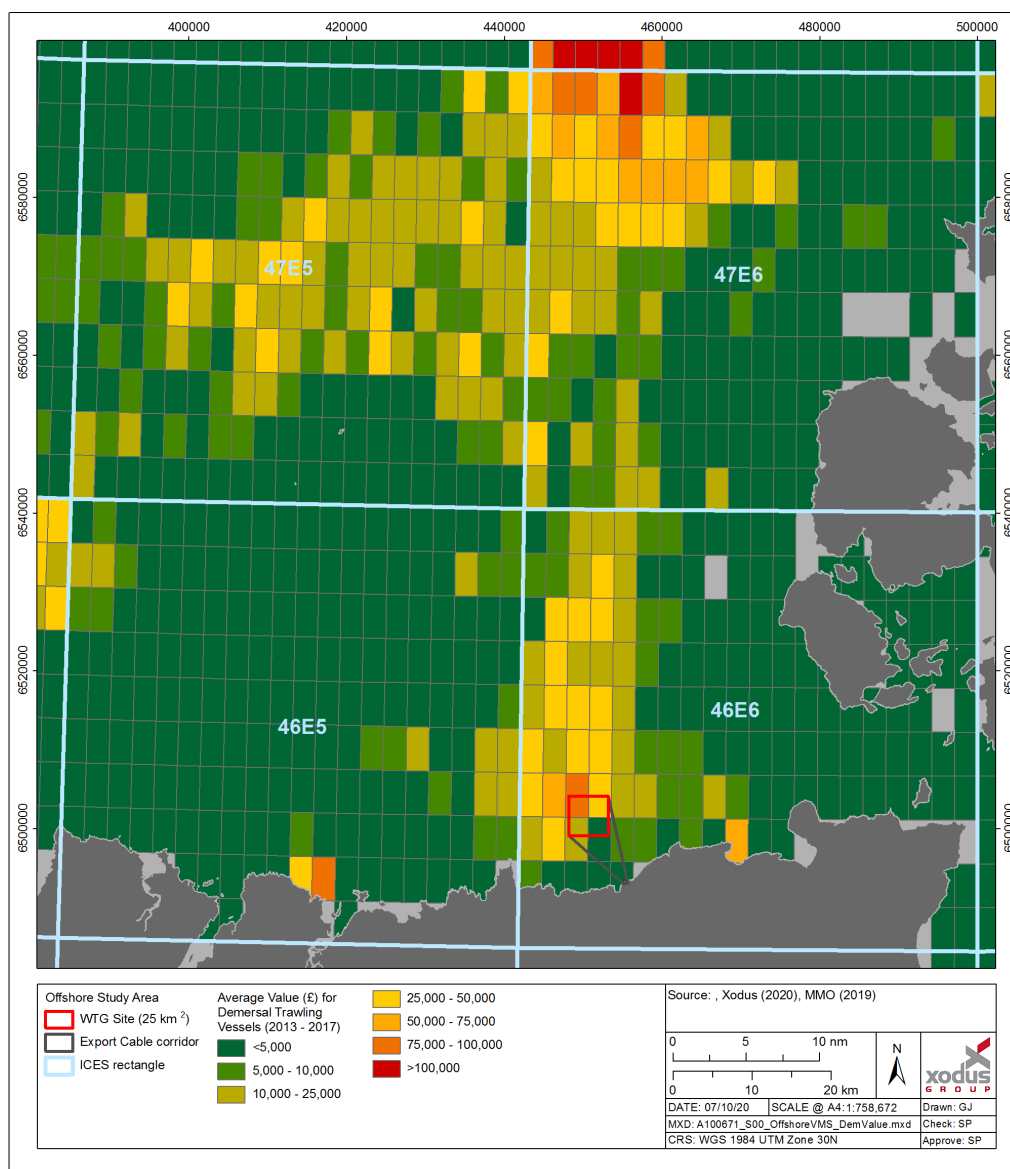 400000
420000
440000
460000
480000
500000
6580000
6580000
47E5
47E6
6560000
6560000
6540000
6540000
6520000
6520000
46E5
46E6
6500000
6500000
Offshore Study Area
WTG Site (25 km ²)
Export Cable corridor
ICES rectangle
Average Value (£) for
Demersal Trawling
Vessels (2013 - 2017)
<5,000
5,000 - 10,000
10,000 - 25,000
25,000 - 50,000
50,000 - 75,000
75,000 - 100,000
>100,000
Source: , Xodus (2020), MMO (2019)
0 5 10 nm
0 10 20 km
N
xodus
GROUP
DATE: 07/10/20
SCALE @ A4:1:758,672
Drawn: GJ
MXD: A100671_S00_OffshoreVMS_DemValue.mxd
Check: SP
CRS: WGS 1984 UTM Zone 30N
Approve: SP